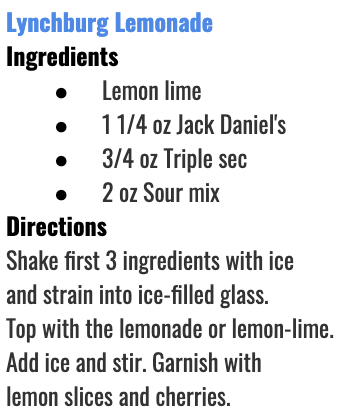 Lynchburg Lemonade
Ingredients
● Lemon lime
● 1 1/4 oz Jack Daniel's
● 3/4 oz Triple sec
● 2 oz Sour mix
Directions
Shake first 3 ingredients with ice
and strain into ice-filled glass.
Top with the lemonade or lemon-lime.
Add ice and stir. Garnish with
lemon slices and cherries.